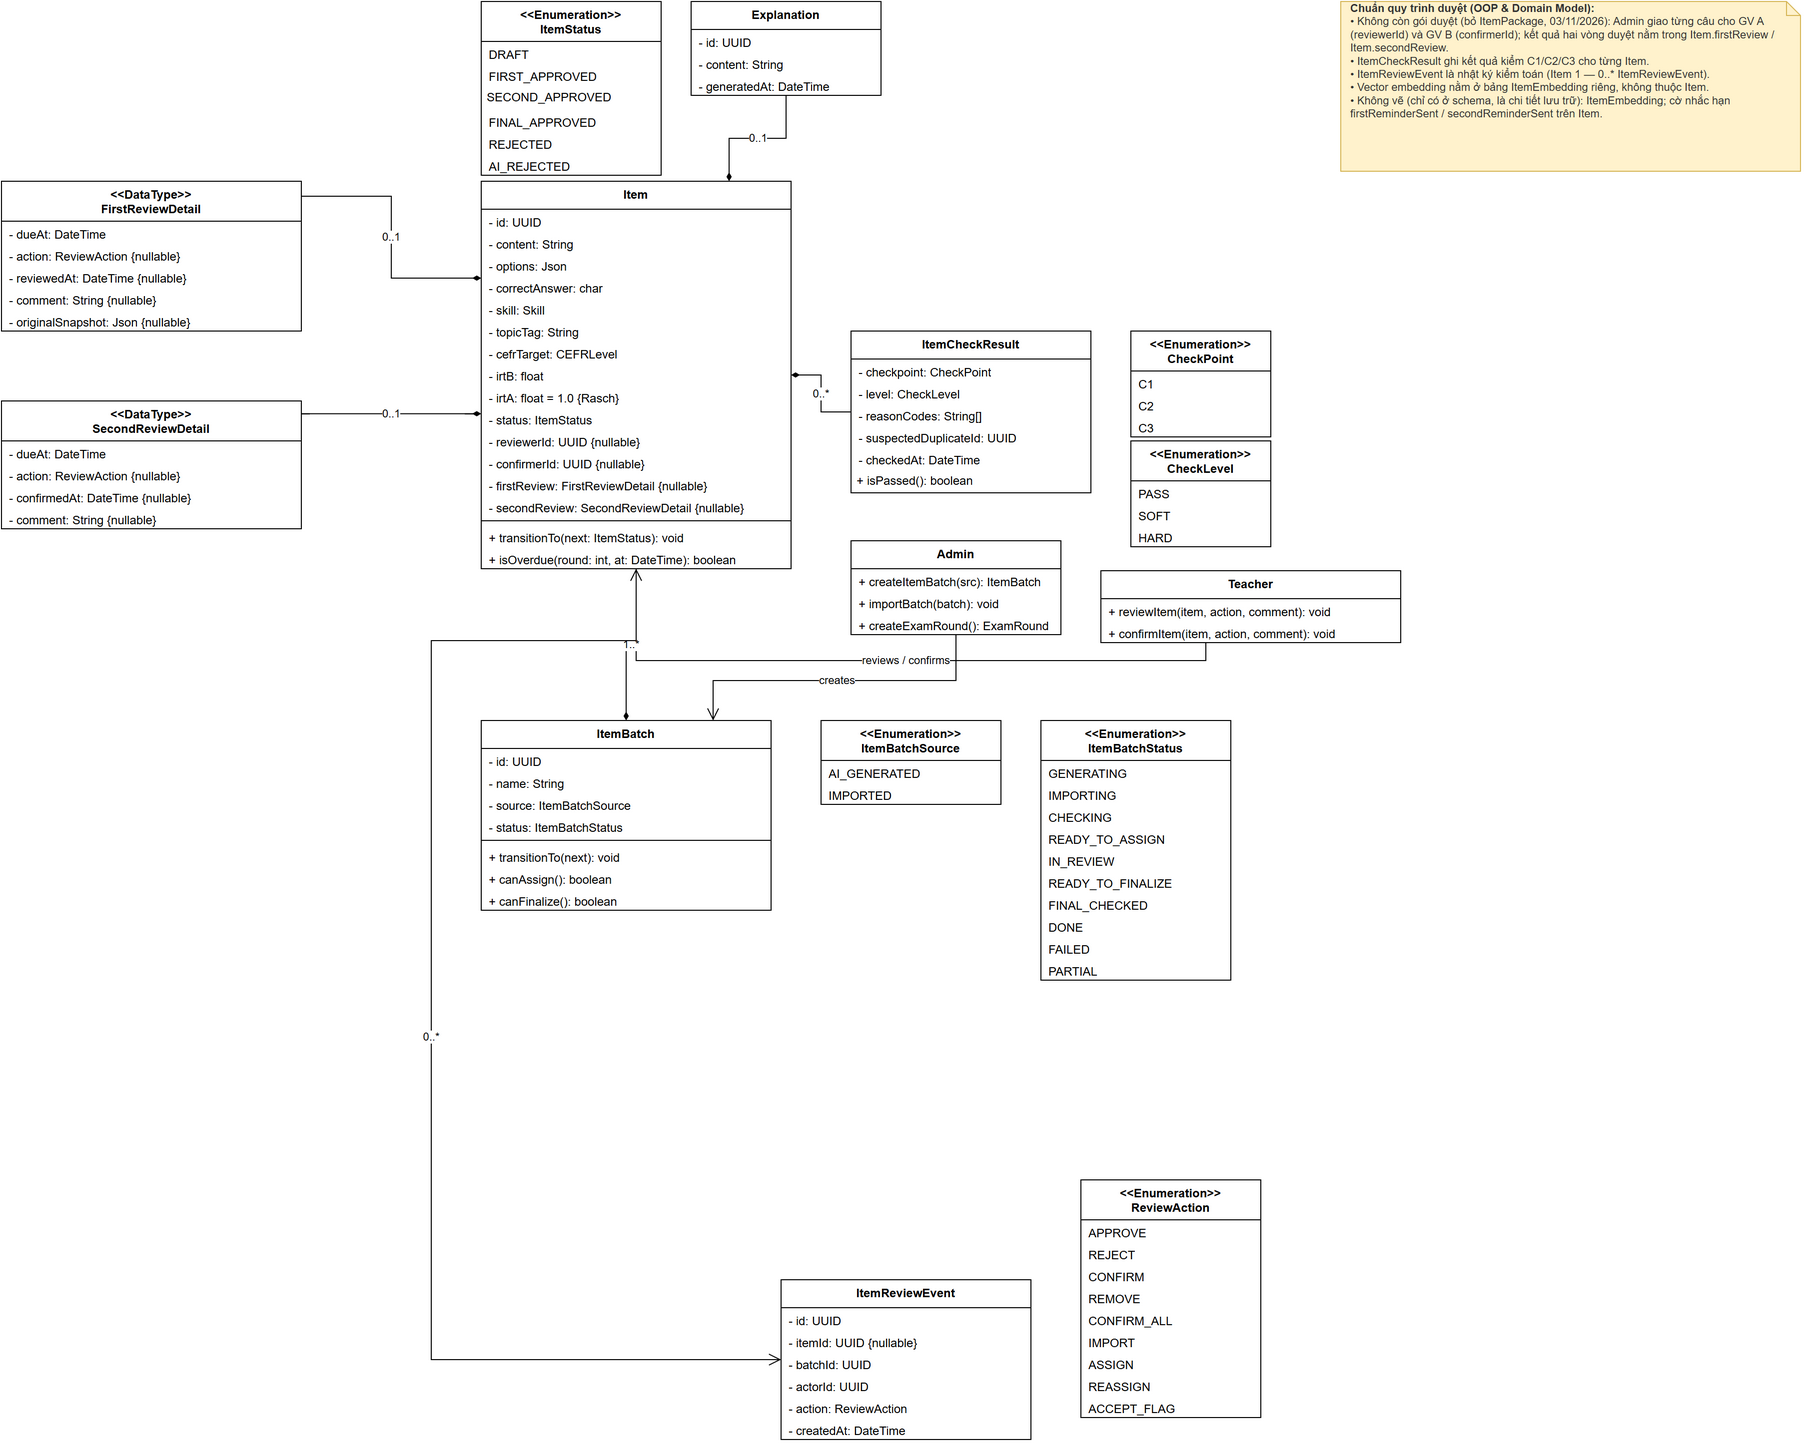 <<Enumeration>>
ItemStatus
DRAFT
FIRST_APPROVED
SECOND_APPROVED
FINAL_APPROVED
REJECTED
AI_REJECTED
Explanation
- id: UUID
- content: String
- generatedAt: DateTime
0..1
Chuẩn quy trình duyệt (OOP & Domain Model):
• Không còn gói duyệt (bỏ ItemPackage, 03/11/2026): Admin giao từng câu cho GV A
(reviewerId) và GV B (confirmerId); kết quả hai vòng duyệt nằm trong Item.firstReview /
Item.secondReview.
• ItemCheckResult ghi kết quả kiểm C1/C2/C3 cho từng Item.
• ItemReviewEvent là nhật ký kiểm toán (Item 1 — 0..* ItemReviewEvent).
• Vector embedding nằm ở bảng ItemEmbedding riêng, không thuộc Item.
• Không vẽ (chỉ có ở schema, là chi tiết lưu trữ): ItemEmbedding; cờ nhắc hạn
firstReminderSent / secondReminderSent trên Item.
<<DataType>>
FirstReviewDetail
- dueAt: DateTime
- action: ReviewAction {nullable}
- reviewedAt: DateTime {nullable}
- comment: String {nullable}
- originalSnapshot: Json {nullable}
0..1
<<DataType>>
SecondReviewDetail
- dueAt: DateTime
- action: ReviewAction {nullable}
- confirmedAt: DateTime {nullable}
- comment: String {nullable}
0..1
Item
- id: UUID
- content: String
- options: Json
- correctAnswer: char
- skill: Skill
- topicTag: String
- cefrTarget: CEFRLevel
- irtB: float
- irtA: float = 1.0 {Rasch}
- status: ItemStatus
- reviewerId: UUID {nullable}
- confirmerId: UUID {nullable}
- firstReview: FirstReviewDetail {nullable}
- secondReview: SecondReviewDetail {nullable}
+ transitionTo(next: ItemStatus): void
+ isOverdue(round: int, at: DateTime): boolean
0..*
ItemCheckResult
- checkpoint: CheckPoint
- level: CheckLevel
- reasonCodes: String[]
- suspectedDuplicateId: UUID
- checkedAt: DateTime
+ isPassed(): boolean
<<Enumeration>>
CheckPoint
C1
C2
C3
<<Enumeration>>
CheckLevel
PASS
SOFT
HARD
Admin
+ createItemBatch(src): ItemBatch
+ importBatch(batch): void
+ createExamRound(): ExamRound
Teacher
+ reviewItem(item, action, comment): void
+ confirmItem(item, action, comment): void
1..*
reviews / confirms
creates
ItemBatch
- id: UUID
- name: String
- source: ItemBatchSource
- status: ItemBatchStatus
+ transitionTo(next): void
+ canAssign(): boolean
+ canFinalize(): boolean
<<Enumeration>>
ItemBatchSource
AI_GENERATED
IMPORTED
<<Enumeration>>
ItemBatchStatus
GENERATING
IMPORTING
CHECKING
READY_TO_ASSIGN
IN_REVIEW
READY_TO_FINALIZE
FINAL_CHECKED
DONE
FAILED
PARTIAL
0..*
<<Enumeration>>
ReviewAction
APPROVE
REJECT
CONFIRM
REMOVE
CONFIRM_ALL
IMPORT
ASSIGN
REASSIGN
ACCEPT_FLAG
ItemReviewEvent
- id: UUID
- itemId: UUID {nullable}
- batchId: UUID
- actorId: UUID
- action: ReviewAction
- createdAt: DateTime